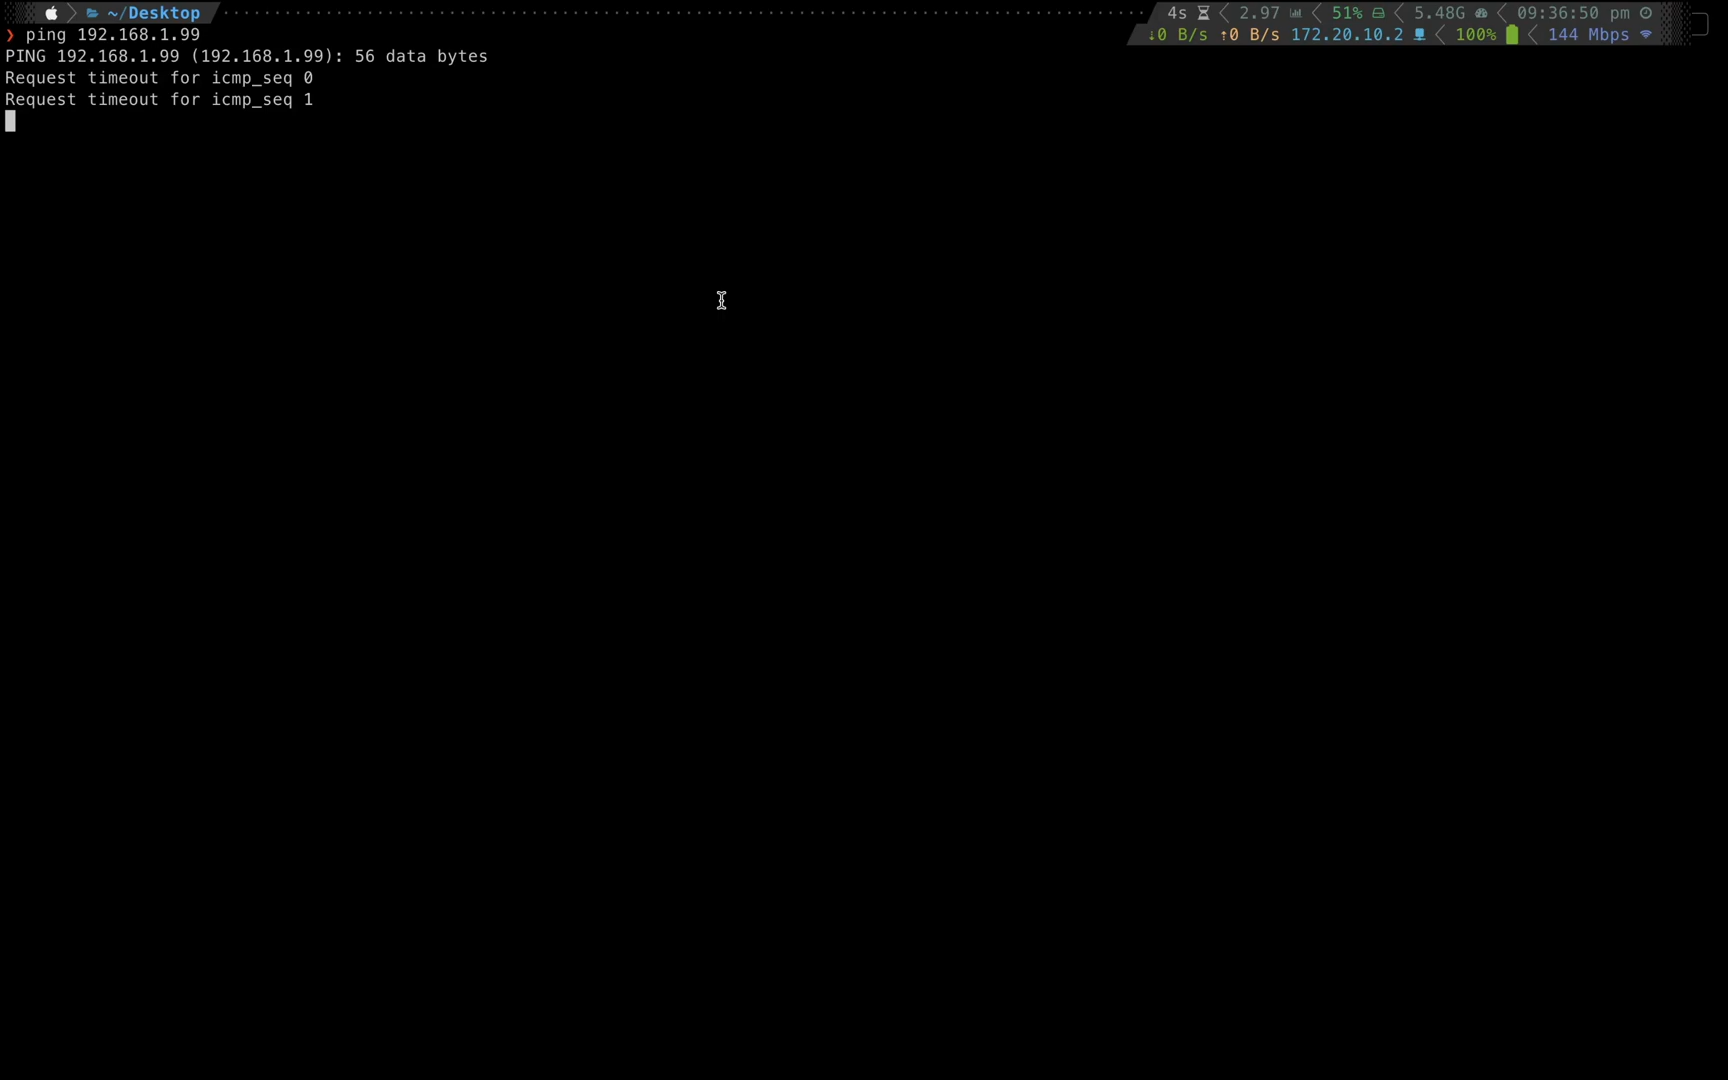 ~/Desktop 4s 2.97 51% 5.48G 09:36:50 pm
❯ ping 192.168.1.99 ↓0 B/s ↑0 B/s 172.20.10.2 100% 144 Mbps
PING 192.168.1.99 (192.168.1.99): 56 data bytes
Request timeout for icmp_seq 0
Request timeout for icmp_seq 1